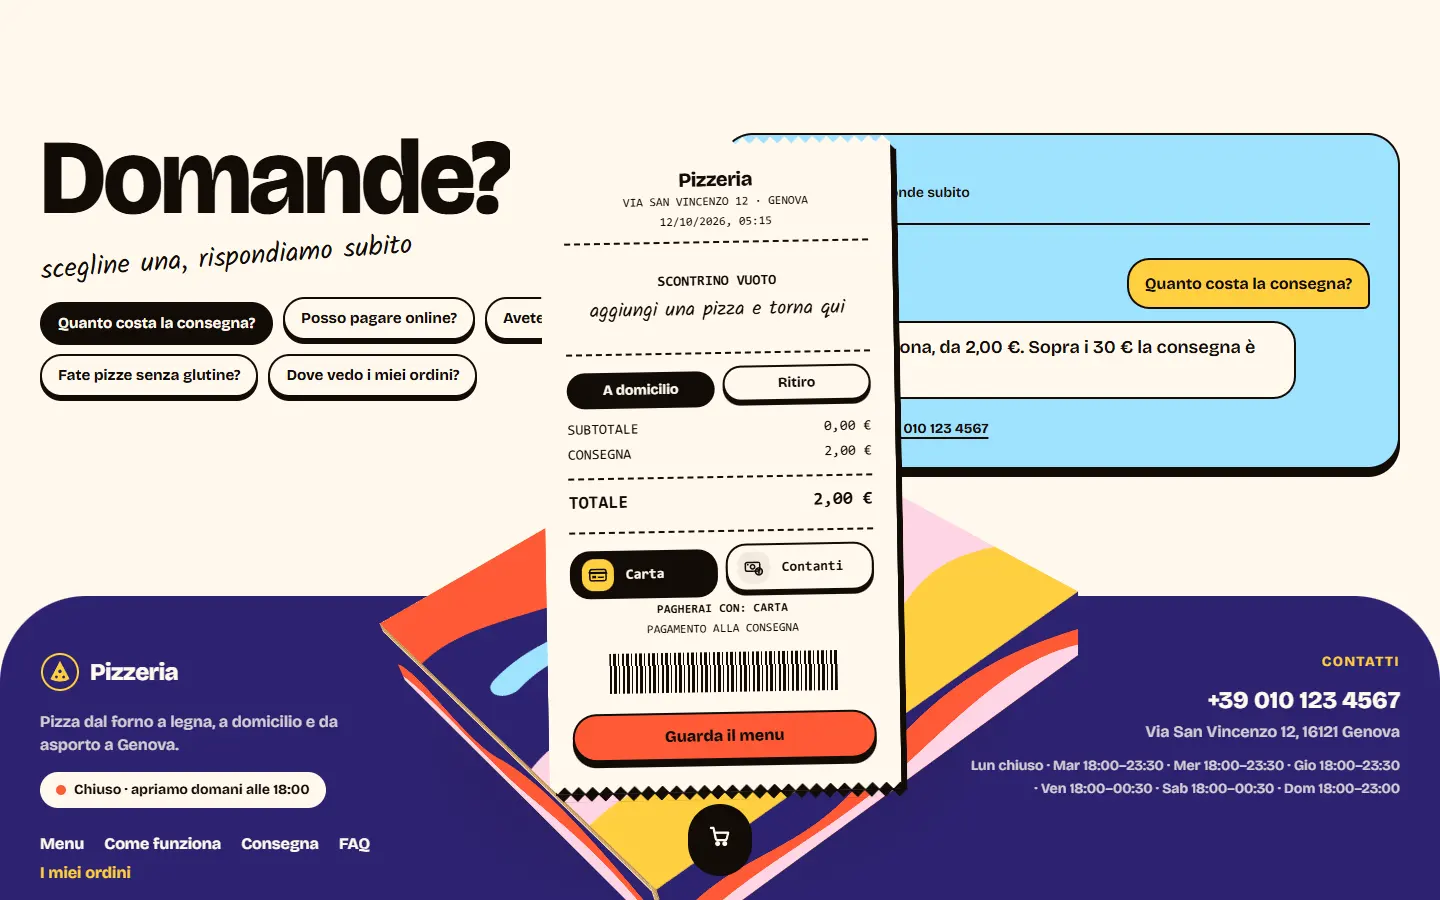 Domande?
scegline una, rispondiamo subito
Quanto costa la consegna?
Posso pagare online?
Avete
Fate pizze senza glutine?
Dove vedo i miei ordini?
Pizzeria
VIA SAN VINCENZO 12 · GENOVA
12/10/2026, 05:15
SCONTRINO VUOTO
aggiungi una pizza e torna qui
A domicilio
Ritiro
SUBTOTALE 0,00 €
CONSEGNA 2,00 €
TOTALE 2,00 €
Carta
Contanti
PAGHERAI CON: CARTA
PAGAMENTO ALLA CONSEGNA
Guarda il menu
onde subito
Quanto costa la consegna?
ona, da 2,00 €. Sopra i 30 € la consegna è
010 123 4567
Pizzeria
Pizza dal forno a legna, a domicilio e da
asporto a Genova.
Chiuso · apriamo domani alle 18:00
Menu Come funziona Consegna FAQ
I miei ordini
CONTATTI
+39 010 123 4567
Via San Vincenzo 12, 16121 Genova
Lun chiuso · Mar 18:00–23:30 · Mer 18:00–23:30 · Gio 18:00–23:30
· Ven 18:00–00:30 · Sab 18:00–00:30 · Dom 18:00–23:00